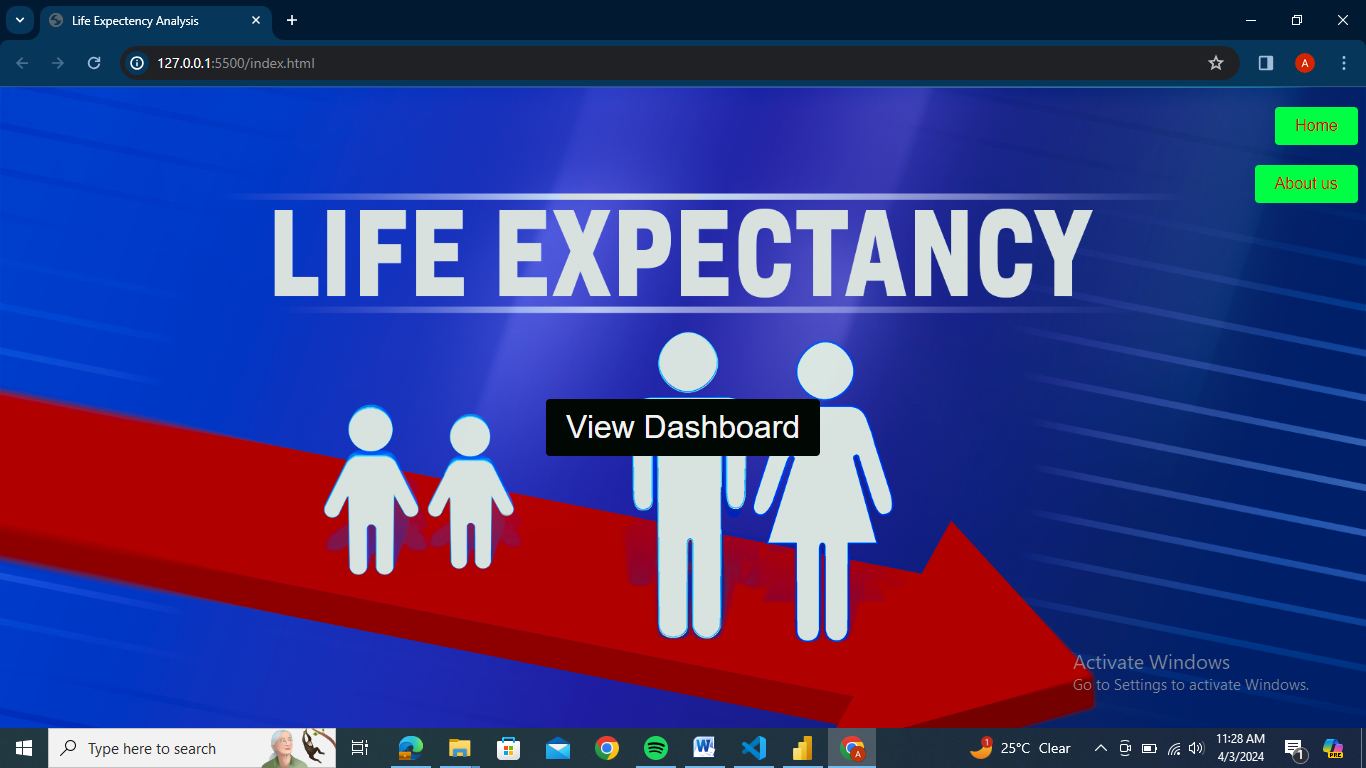 Life Expectency Analysis
127.0.0.1:5500/index.html
A
Home
About us
LIFE EXPECTANCY
View Dashboard
Activate Windows
Go to Settings to activate Windows.
Type here to search
W
A
1
25°C Clear
11:28 AM
4/3/2024
1
PRE